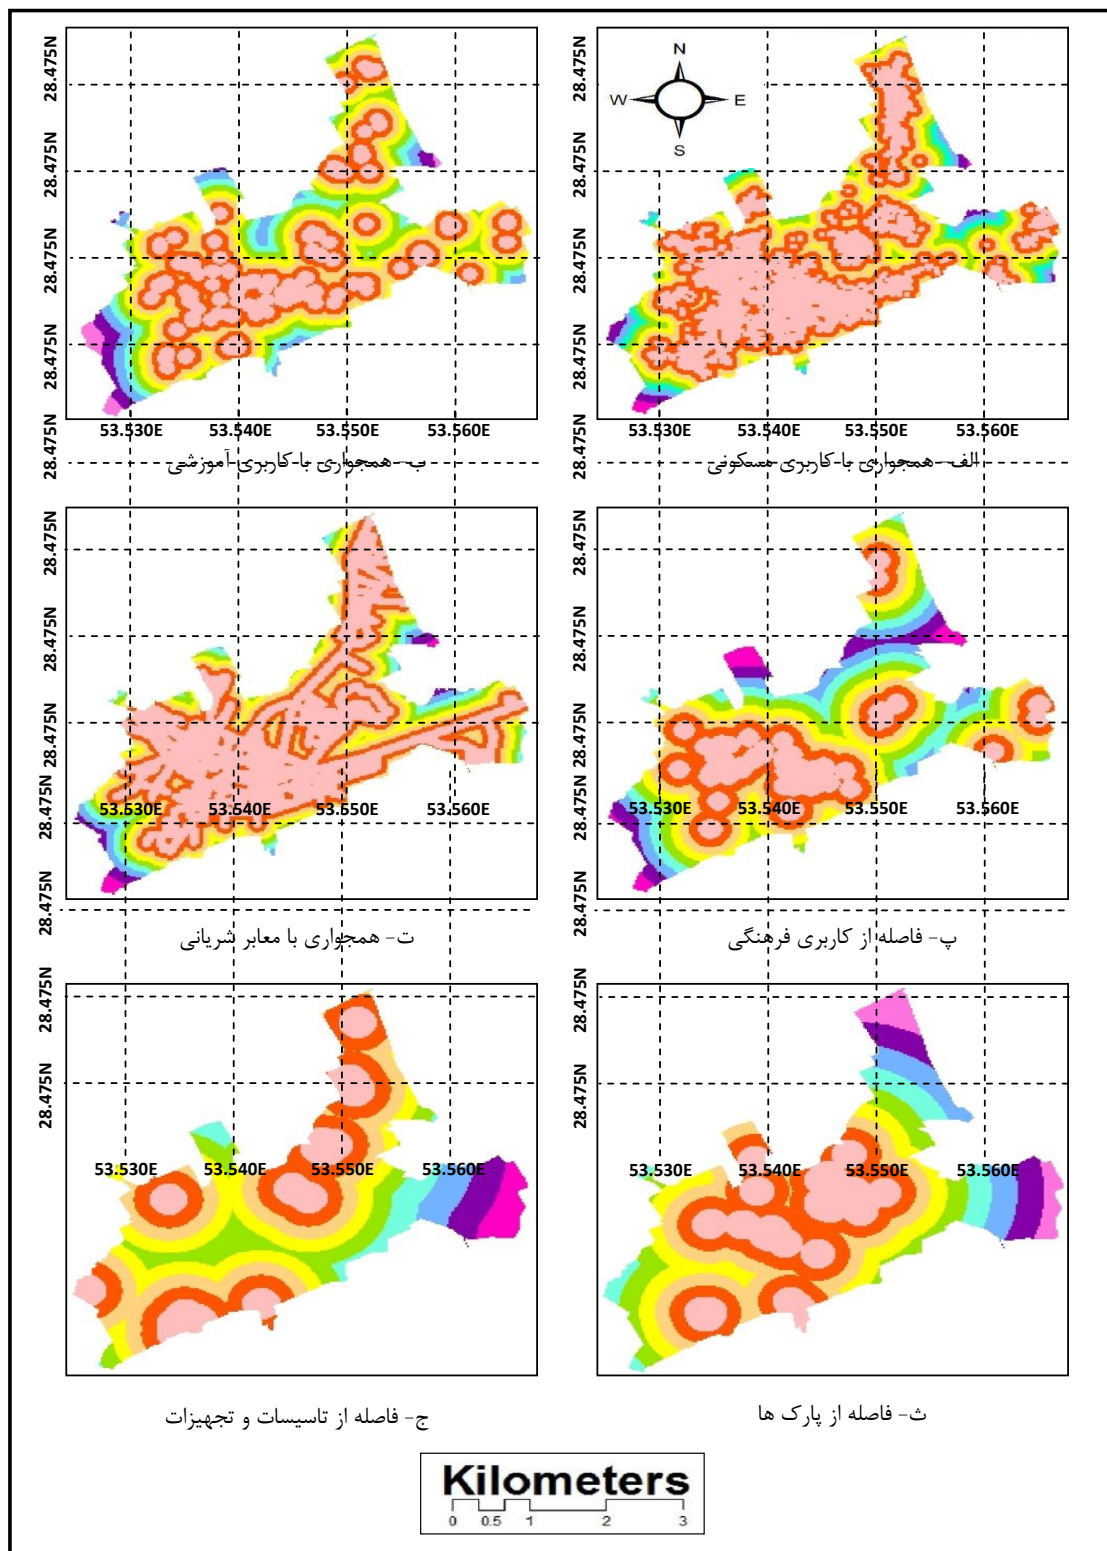 N
W E
S
28.475N
28.475N
28.475N
28.475N
28.475N
53.530E 53.540E 53.550E 53.560E
الف- همجواری با کاربری مسکونی
28.475N
28.475N
28.475N
28.475N
28.475N
53.530E 53.540E 53.550E 53.560E
ب- همجواری با کاربری آموزشی
28.475N
28.475N
28.475N
28.475N
28.475N
53.530E 53.540E 53.550E 53.560E
پ- فاصله از کاربری فرهنگی
28.475N
28.475N
28.475N
28.475N
28.475N
53.530E 53.540E 53.550E 53.560E
ت- همجواری با معابر شریانی
28.475N
28.475N
53.530E 53.540E 53.550E 53.560E
ث- فاصله از پارک ها
28.475N
28.475N
53.530E 53.540E 53.550E 53.560E
ج- فاصله از تاسیسات و تجهیزات
Kilometers
0 0.5 1 2 3